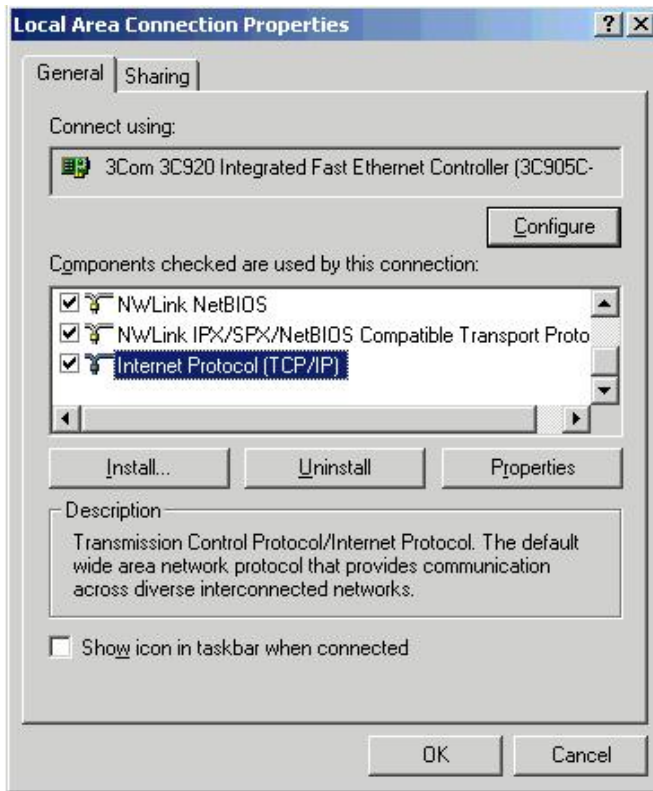 Local Area Connection Properties
General
Sharing
Connect using:
3Com 3C920 Integrated Fast Ethernet Controller (3C905C-
Configure
Components checked are used by this connection:
NWLink NetBIOS
NWLink IPX/SPX/NetBIOS Compatible Transport Proto
Internet Protocol (TCP/IP)
Install...
Uninstall
Properties
Description
Transmission Control Protocol/Internet Protocol. The default
wide area network protocol that provides communication
across diverse interconnected networks.
Show icon in taskbar when connected
OK
Cancel